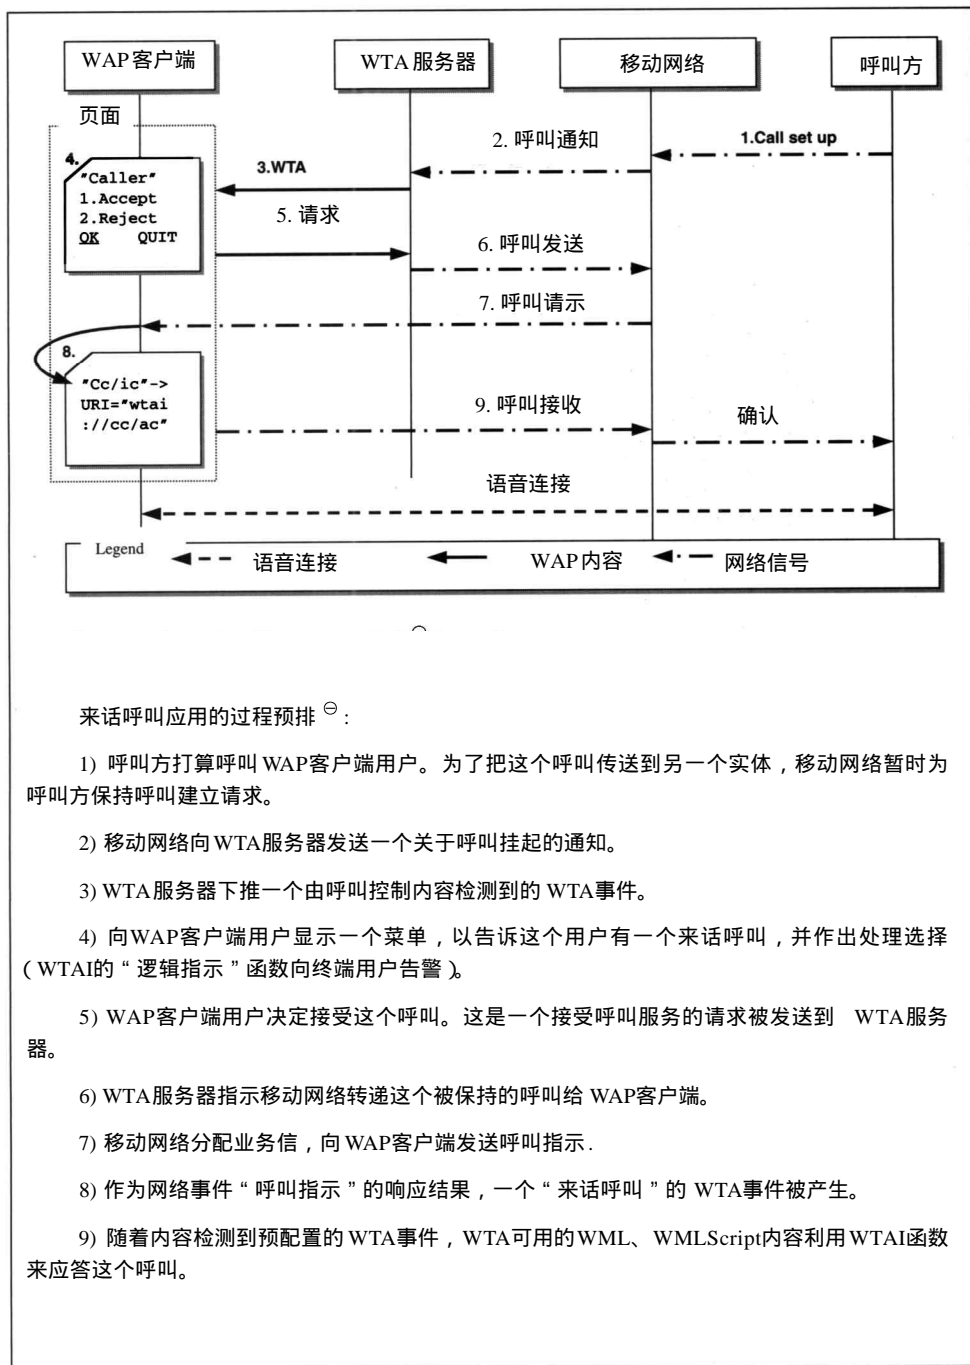 WAP客户端
WTA服务器
移动网络
呼叫方
页面
1.Call set up
2. 呼叫通知
3.WTA
4.
"Caller"
1.Accept
2.Reject
OK QUIT
5. 请求
6. 呼叫发送
7. 呼叫请示
8.
"Cc/ic"->
URI="wtai
://cc/ac"
9. 呼叫接收
确认
语音连接
Legend
语音连接
WAP内容
网络信号
来话呼叫应用的过程预排 ㊀:
1) 呼叫方打算呼叫WAP客户端用户。为了把这个呼叫传送到另一个实体，移动网络暂时为
呼叫方保持呼叫建立请求。
2) 移动网络向WTA服务器发送一个关于呼叫挂起的通知。
3) WTA服务器下推一个由呼叫控制内容检测到的 WTA事件。
4) 向WAP客户端用户显示一个菜单，以告诉这个用户有一个来话呼叫，并作出处理选择
（WTAI的“逻辑指示”函数向终端用户告警）。
5) WAP客户端用户决定接受这个呼叫。这是一个接受呼叫服务的请求被发送到 WTA服务
器。
6) WTA服务器指示移动网络转递这个被保持的呼叫给 WAP客户端。
7) 移动网络分配业务信，向WAP客户端发送呼叫指示.
8) 作为网络事件“呼叫指示”的响应结果，一个“来话呼叫”的 WTA事件被产生。
9) 随着内容检测到预配置的WTA事件，WTA可用的WML、WMLScript内容利用WTAI函数
来应答这个呼叫。